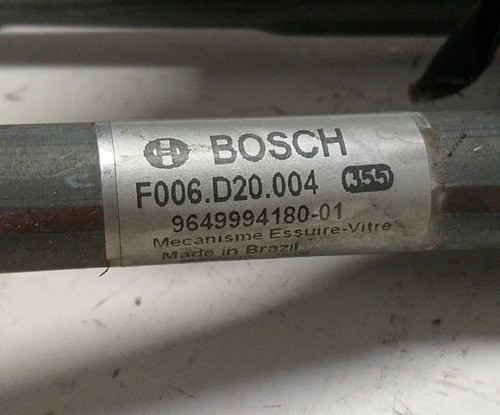 BOSCH
F006.D20.004 355
9649994180-01
Mecanisme Essuire-Vitre
Made in Brazil